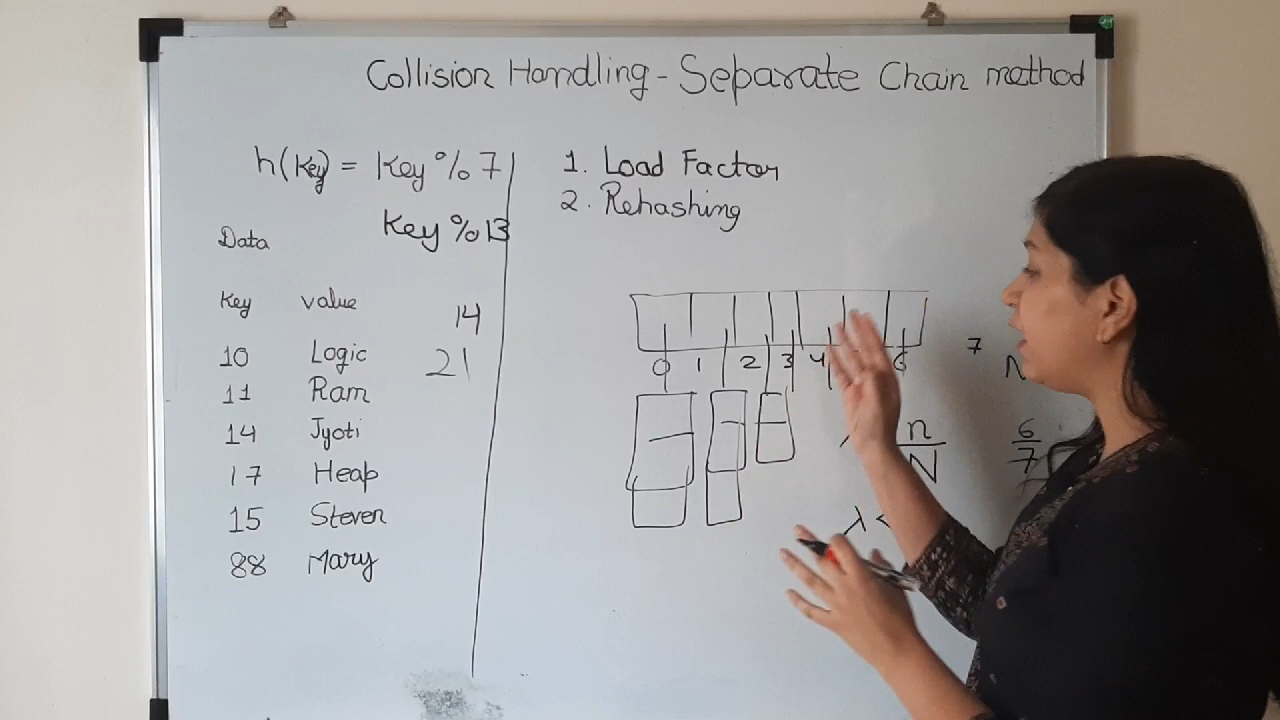 Collision Handling - Separate Chain method
h(key) = Key % 7
Key % 13
1. Load Factor
2. Rehashing
Data
Key value
14
21
10 Logic
11 Ram
14 Jyoti
17 Heap
15 Steven
88 Mary
0 1 2 3 4 6
7
N
n/N 6/7
λ <